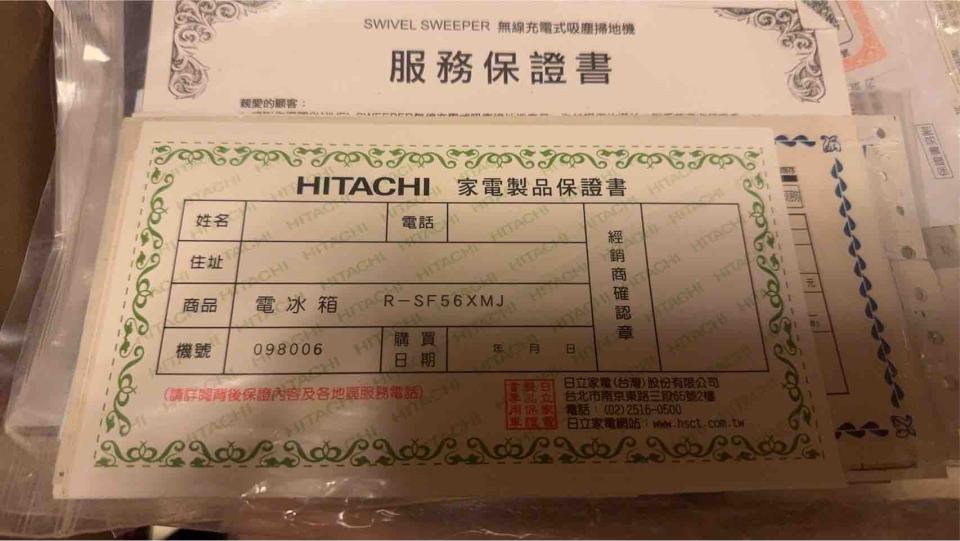 SWIVEL SWEEPER 無線充電式吸塵掃地機
服務保證書
親愛的顧客：
HITACHI 家電製品保證書
姓名 電話
住址
商品 電冰箱 R-SF56XMJ
機號 098006 購買日期 年 月 日
經銷商確認章
(請詳閱背後保證內容及各地區服務電話)
日立家電(台灣)股份有限公司
台北市南京東路三段65號2樓
電話：(02)2516-0500
日立家電網站：www.hsct.com.tw